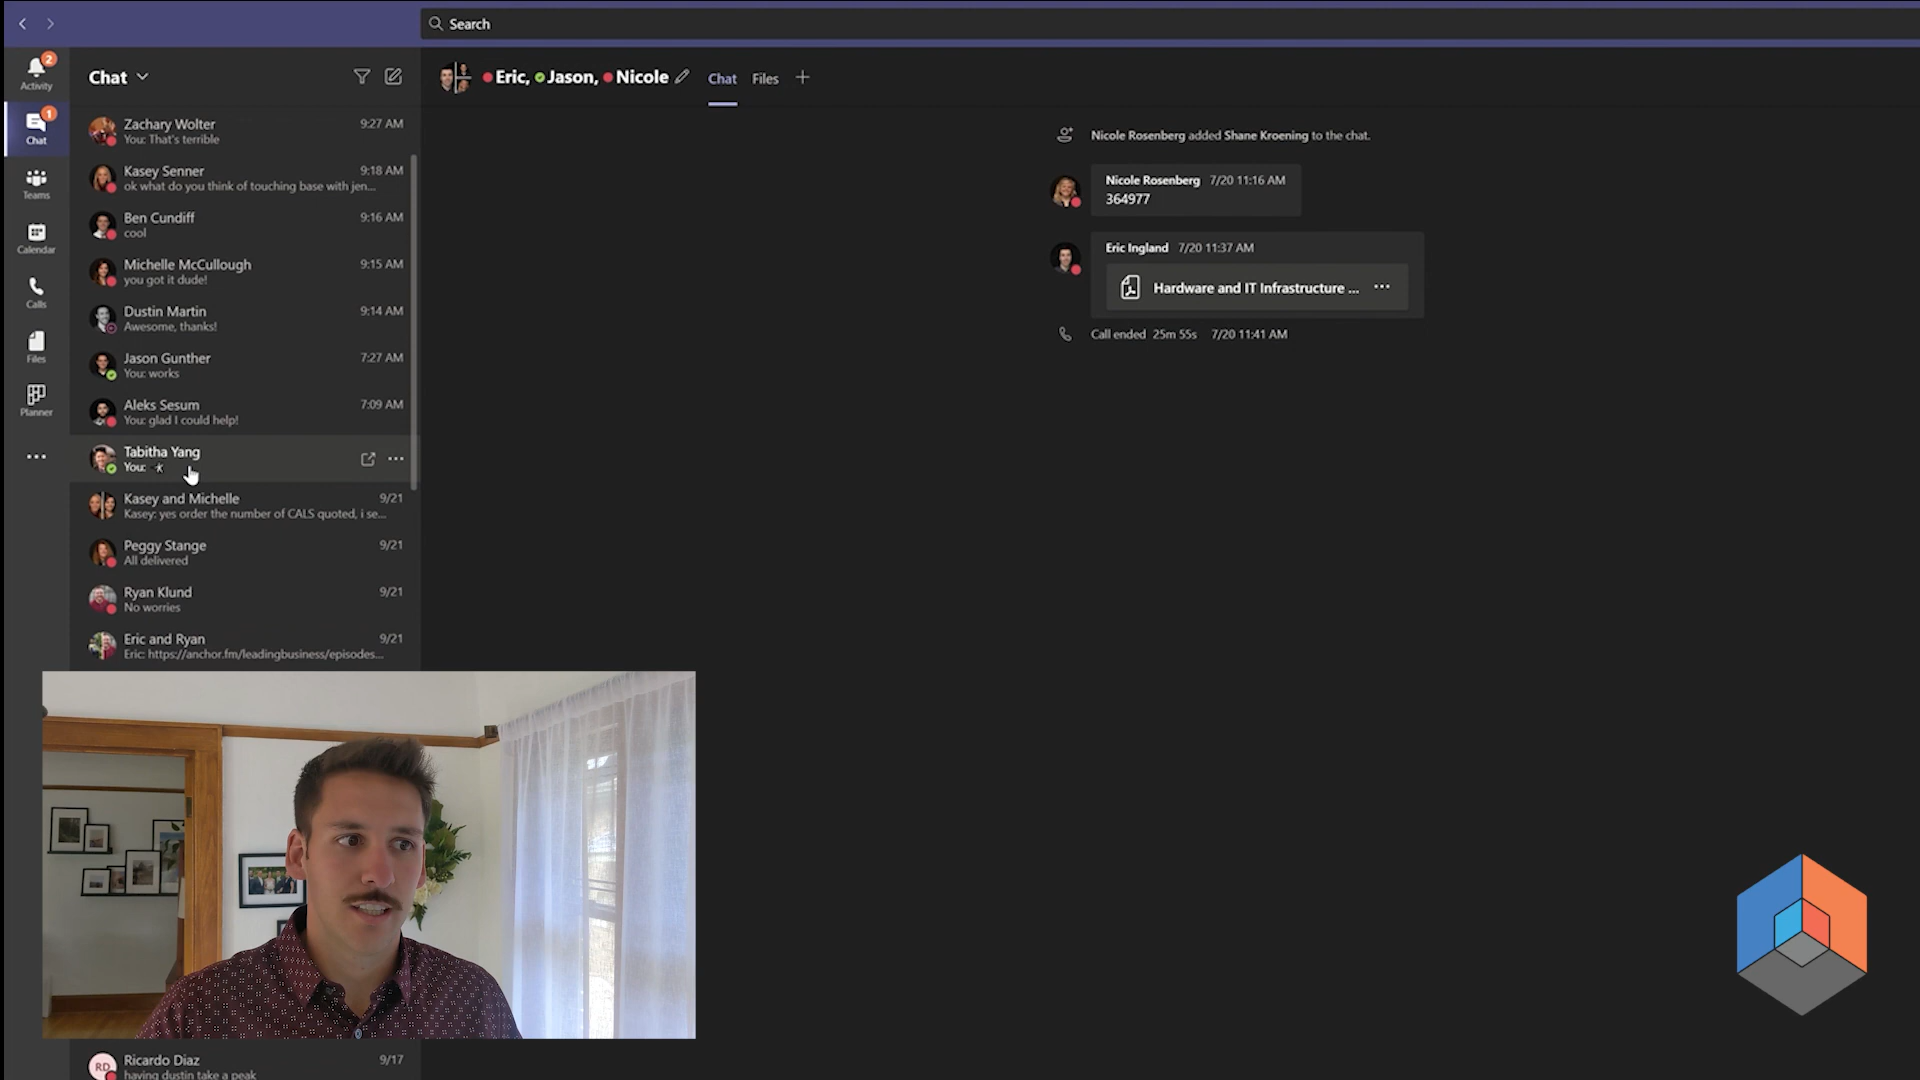 Search
2
Activity
1
Chat
Teams
Calendar
Calls
Files
Planner
Chat
Zachary Wolter 9:27 AM
You: That's terrible
Kasey Senner 9:18 AM
ok what do you think of touching base with jen...
Ben Cundiff 9:16 AM
cool
Michelle McCullough 9:15 AM
you got it dude!
Dustin Martin 9:14 AM
Awesome, thanks!
Jason Gunther 7:27 AM
You: works
Aleks Sesum 7:09 AM
You: glad I could help!
Tabitha Yang
You:
Kasey and Michelle 9/21
Kasey: yes order the number of CALS quoted, i se...
Peggy Stange 9/21
All delivered
Ryan Klund 9/21
No worries
Eric and Ryan 9/21
Eric: https://anchor.fm/leadingbusiness/episodes...
RD
Ricardo Diaz 9/17
having dustin take a peak
Eric, Jason, Nicole Chat Files
Nicole Rosenberg added Shane Kroening to the chat.
Nicole Rosenberg 7/20 11:16 AM
364977
Eric Ingland 7/20 11:37 AM
Hardware and IT Infrastructure ...
Call ended 25m 55s 7/20 11:41 AM